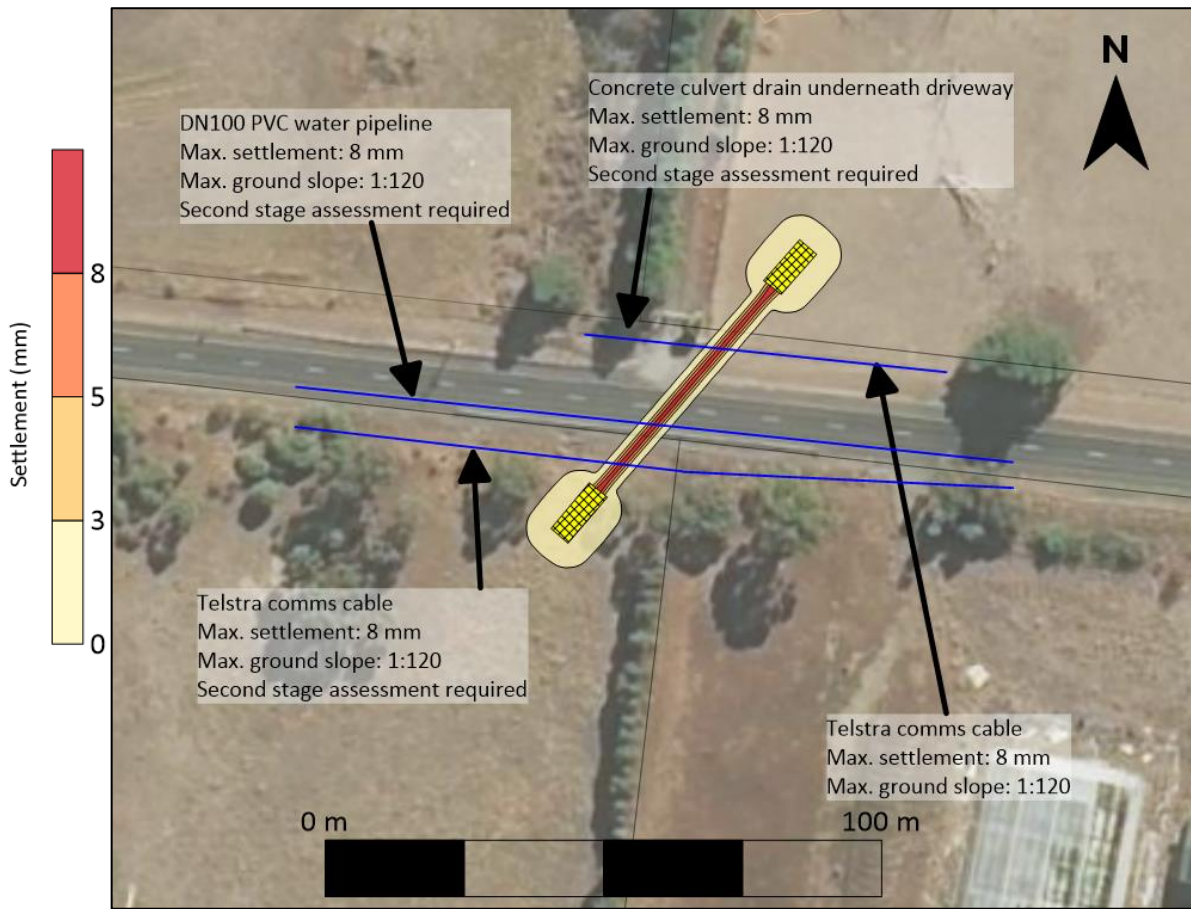 N
Concrete culvert drain underneath driveway
Max. settlement: 8 mm
Max. ground slope: 1:120
Second stage assessment required
DN100 PVC water pipeline
Max. settlement: 8 mm
Max. ground slope: 1:120
Second stage assessment required
Settlement (mm)
8
5
3
0
Telstra comms cable
Max. settlement: 8 mm
Max. ground slope: 1:120
Second stage assessment required
Telstra comms cable
Max. settlement: 8 mm
Max. ground slope: 1:120
0 m
100 m